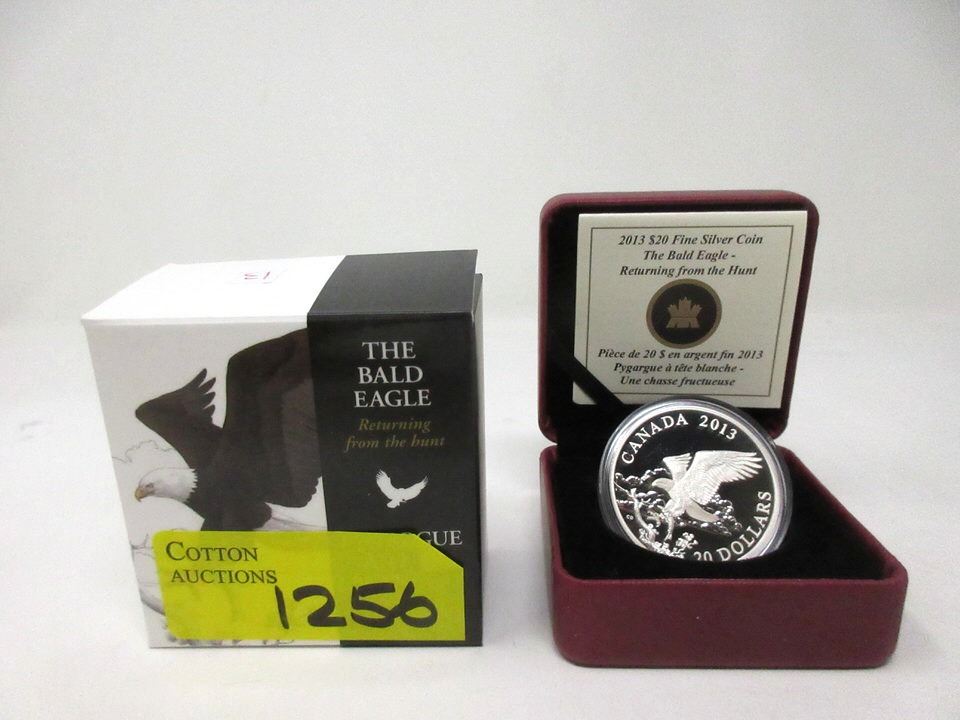 THE
BALD
EAGLE
Returning
from the hunt
COTTON
AUCTIONS
1256
2013 $20 Fine Silver Coin
The Bald Eagle -
Returning from the Hunt
Pièce de 20 $ en argent fin 2013
Pygargue à tête blanche -
Une chasse fructueuse
CANADA 2013
20 DOLLARS